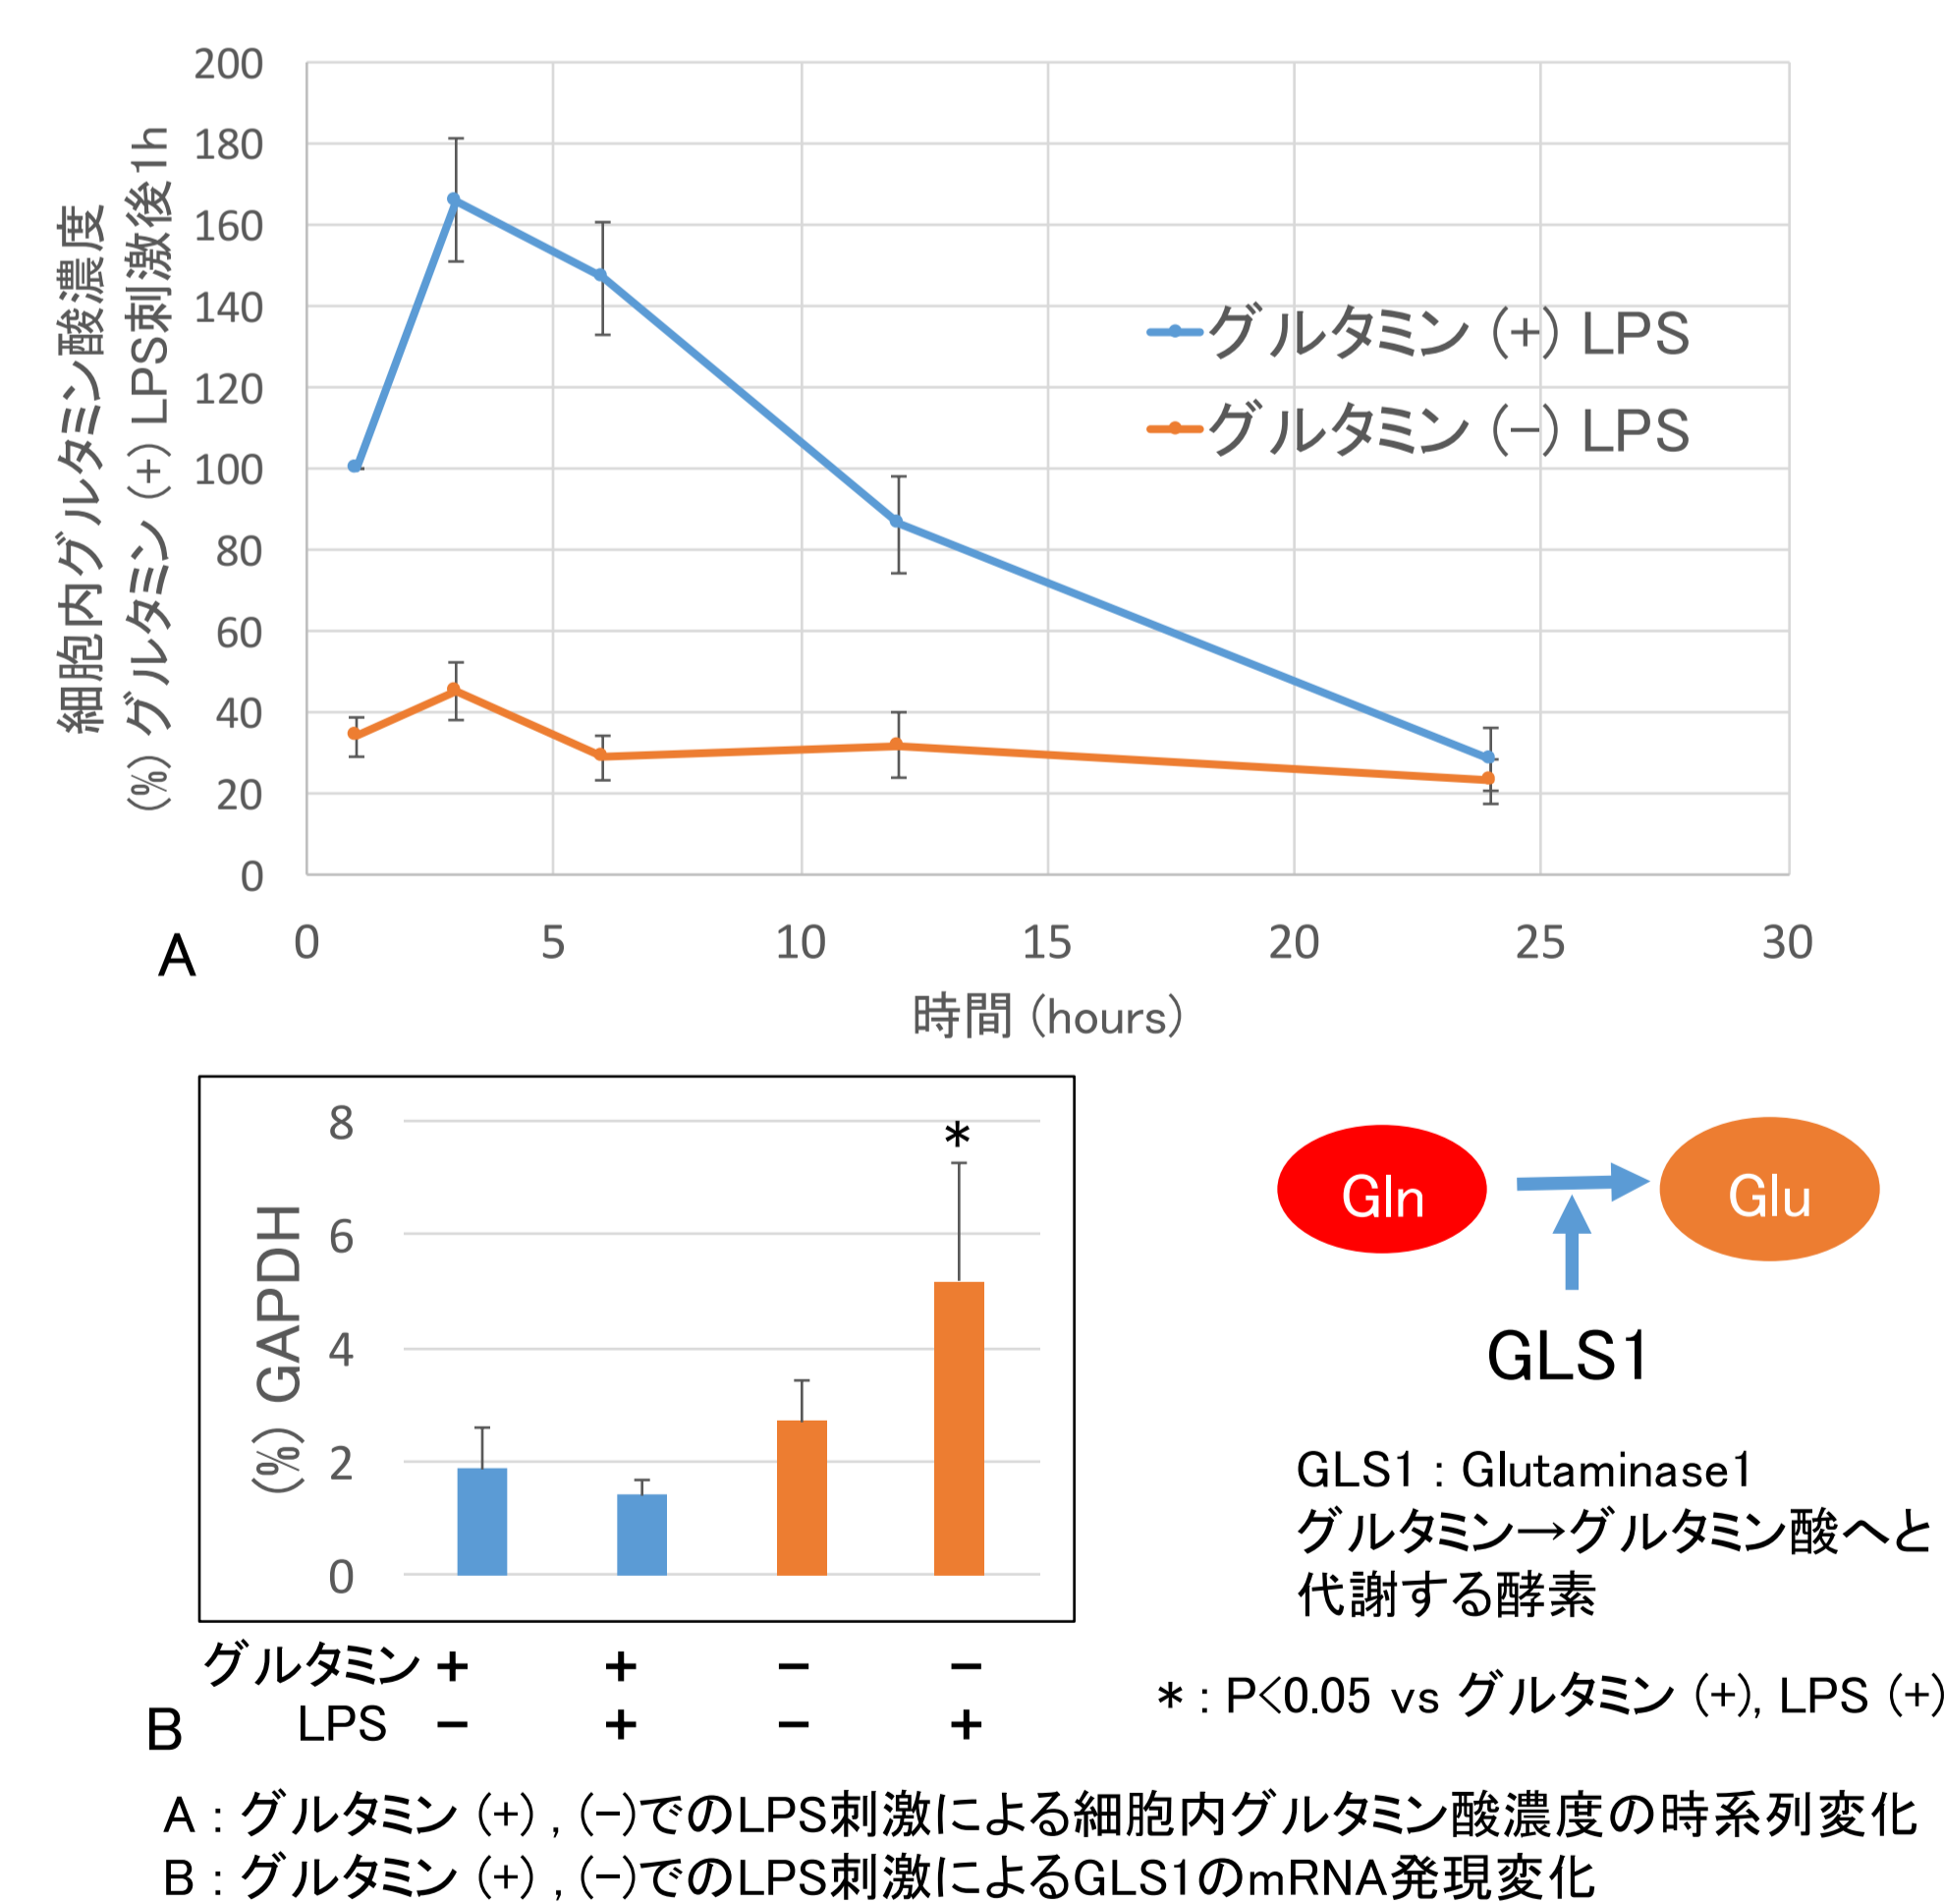 細胞内グルタミン酸濃度
(%) グルタミン (+) LPS刺激後1h
200
180
160
140
120
100
80
60
40
20
0
グルタミン (+) LPS
グルタミン (−) LPS
0 5 10 15 20 25 30
A
時間 (hours)
(%) GAPDH
8
6
4
2
0
*
グルタミン + + − −
LPS − + − +
B
Gln Glu
GLS1
GLS1 : Glutaminase1
グルタミン→グルタミン酸へと
代謝する酵素
* : P<0.05 vs グルタミン (+), LPS (+)
A : グルタミン (+) , (−)でのLPS刺激による細胞内グルタミン酸濃度の時系列変化
B : グルタミン (+) , (−)でのLPS刺激によるGLS1のmRNA発現変化